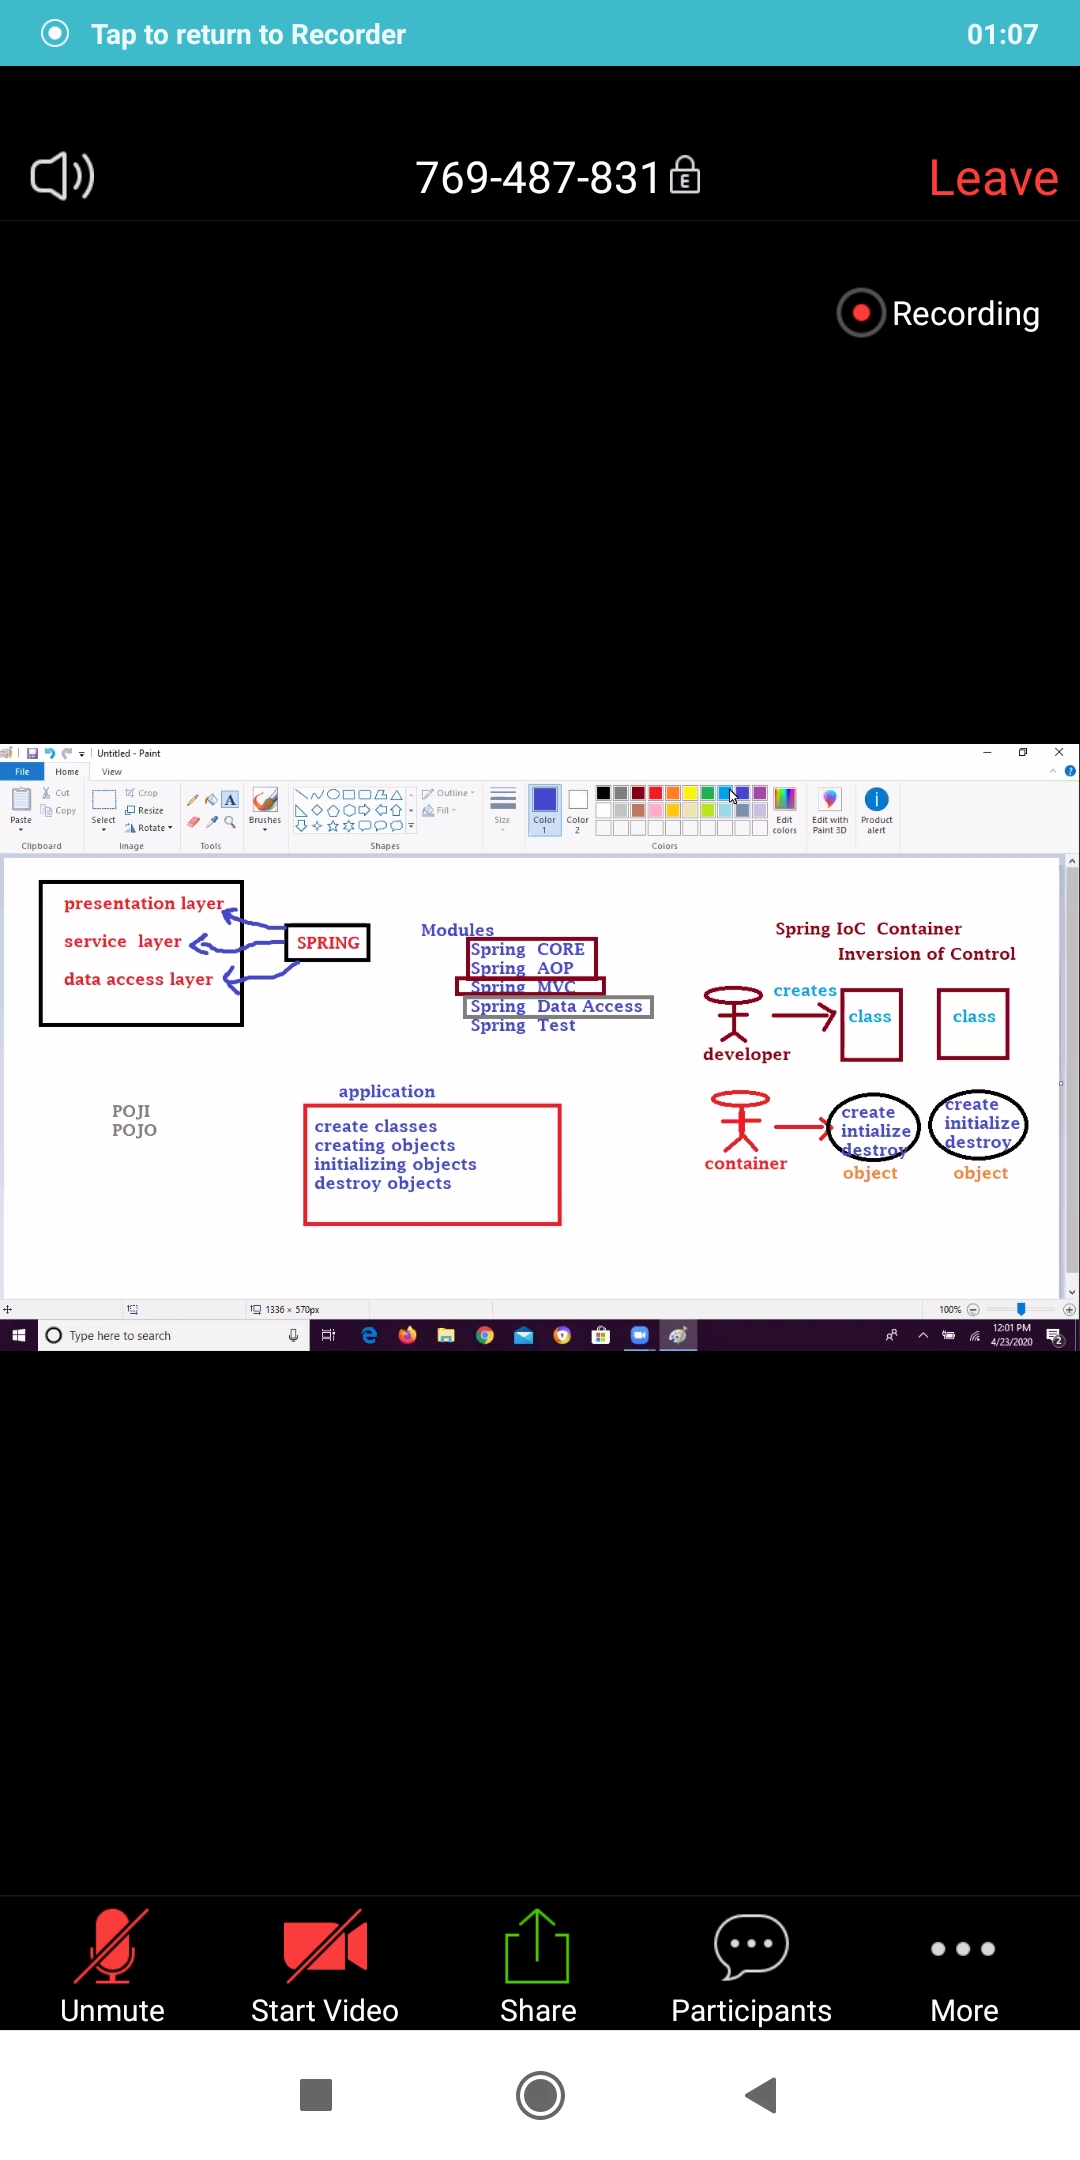 Tap to return to Recorder 01:07
769-487-831 Leave
Recording
Untitled - Paint
File Home View
Cut
Copy
Paste
Clipboard
Crop
Resize
Rotate
Select
Image
A
Tools
Brushes
Outline
Fill
Shapes
Size
Color 1
Color 2
Edit colors
Colors
Edit with Paint 3D
Product alert
presentation layer
service layer
data access layer
SPRING
Modules
Spring CORE
Spring AOP
Spring MVC
Spring Data Access
Spring Test
Spring IoC Container
Inversion of Control
creates
class class
developer
POJI
POJO
application
create classes
creating objects
initializing objects
destroy objects
container
create
intialize
destroy
object
create
initialize
destroy
object
1336 × 570px
100%
Type here to search
12:01 PM
4/23/2020
2
Unmute Start Video Share Participants More